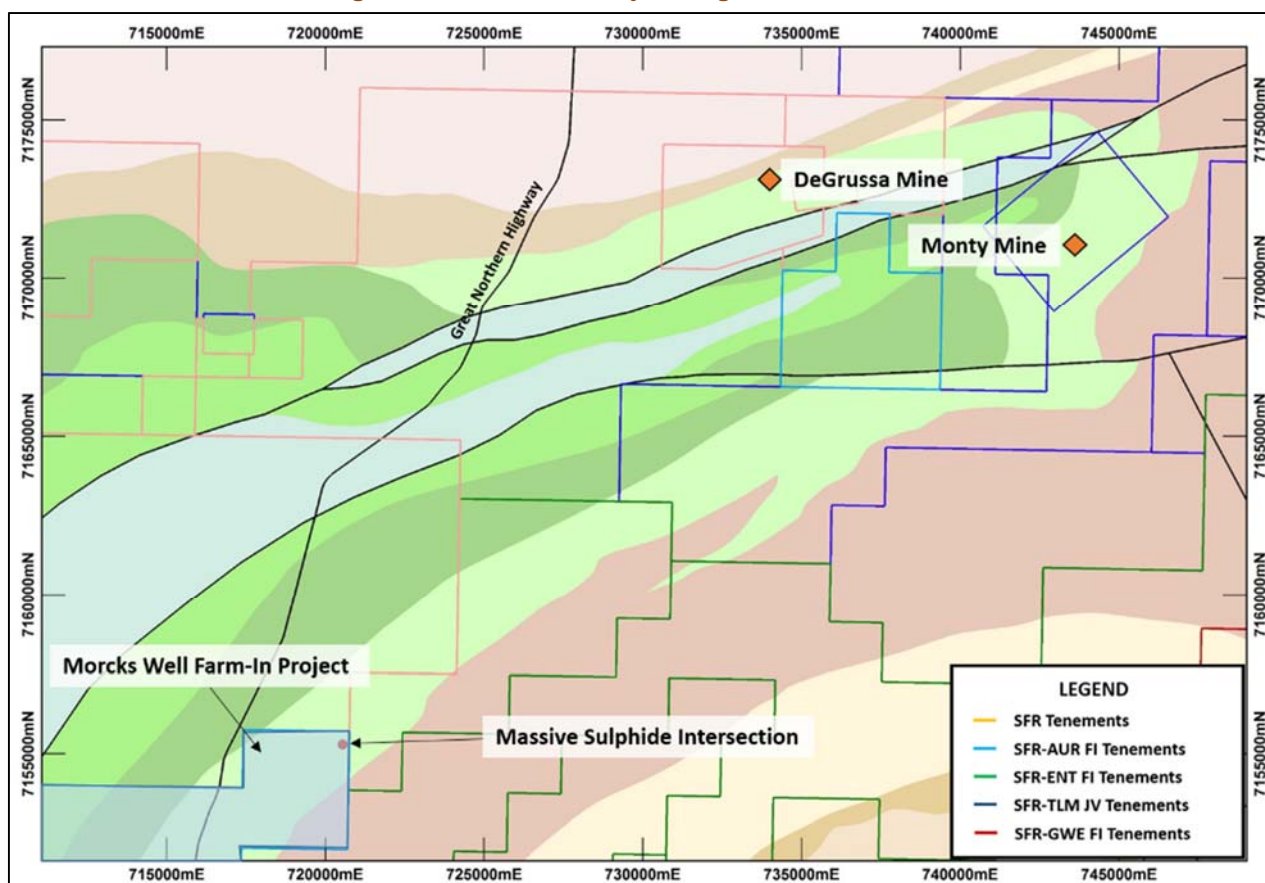 715000mE 720000mE 725000mE 730000mE 735000mE 740000mE 745000mE
7175000mN
7175000mN
DeGrussa Mine
Great Northern Highway
Monty Mine
7170000mN
7170000mN
7165000mN
7165000mN
7160000mN
7160000mN
Morcks Well Farm-In Project
Massive Sulphide Intersection
7155000mN
7155000mN
LEGEND
SFR Tenements
SFR-AUR FI Tenements
SFR-ENT FI Tenements
SFR-TLM JV Tenements
SFR-GWE FI Tenements
715000mE 720000mE 725000mE 730000mE 735000mE 740000mE 745000mE